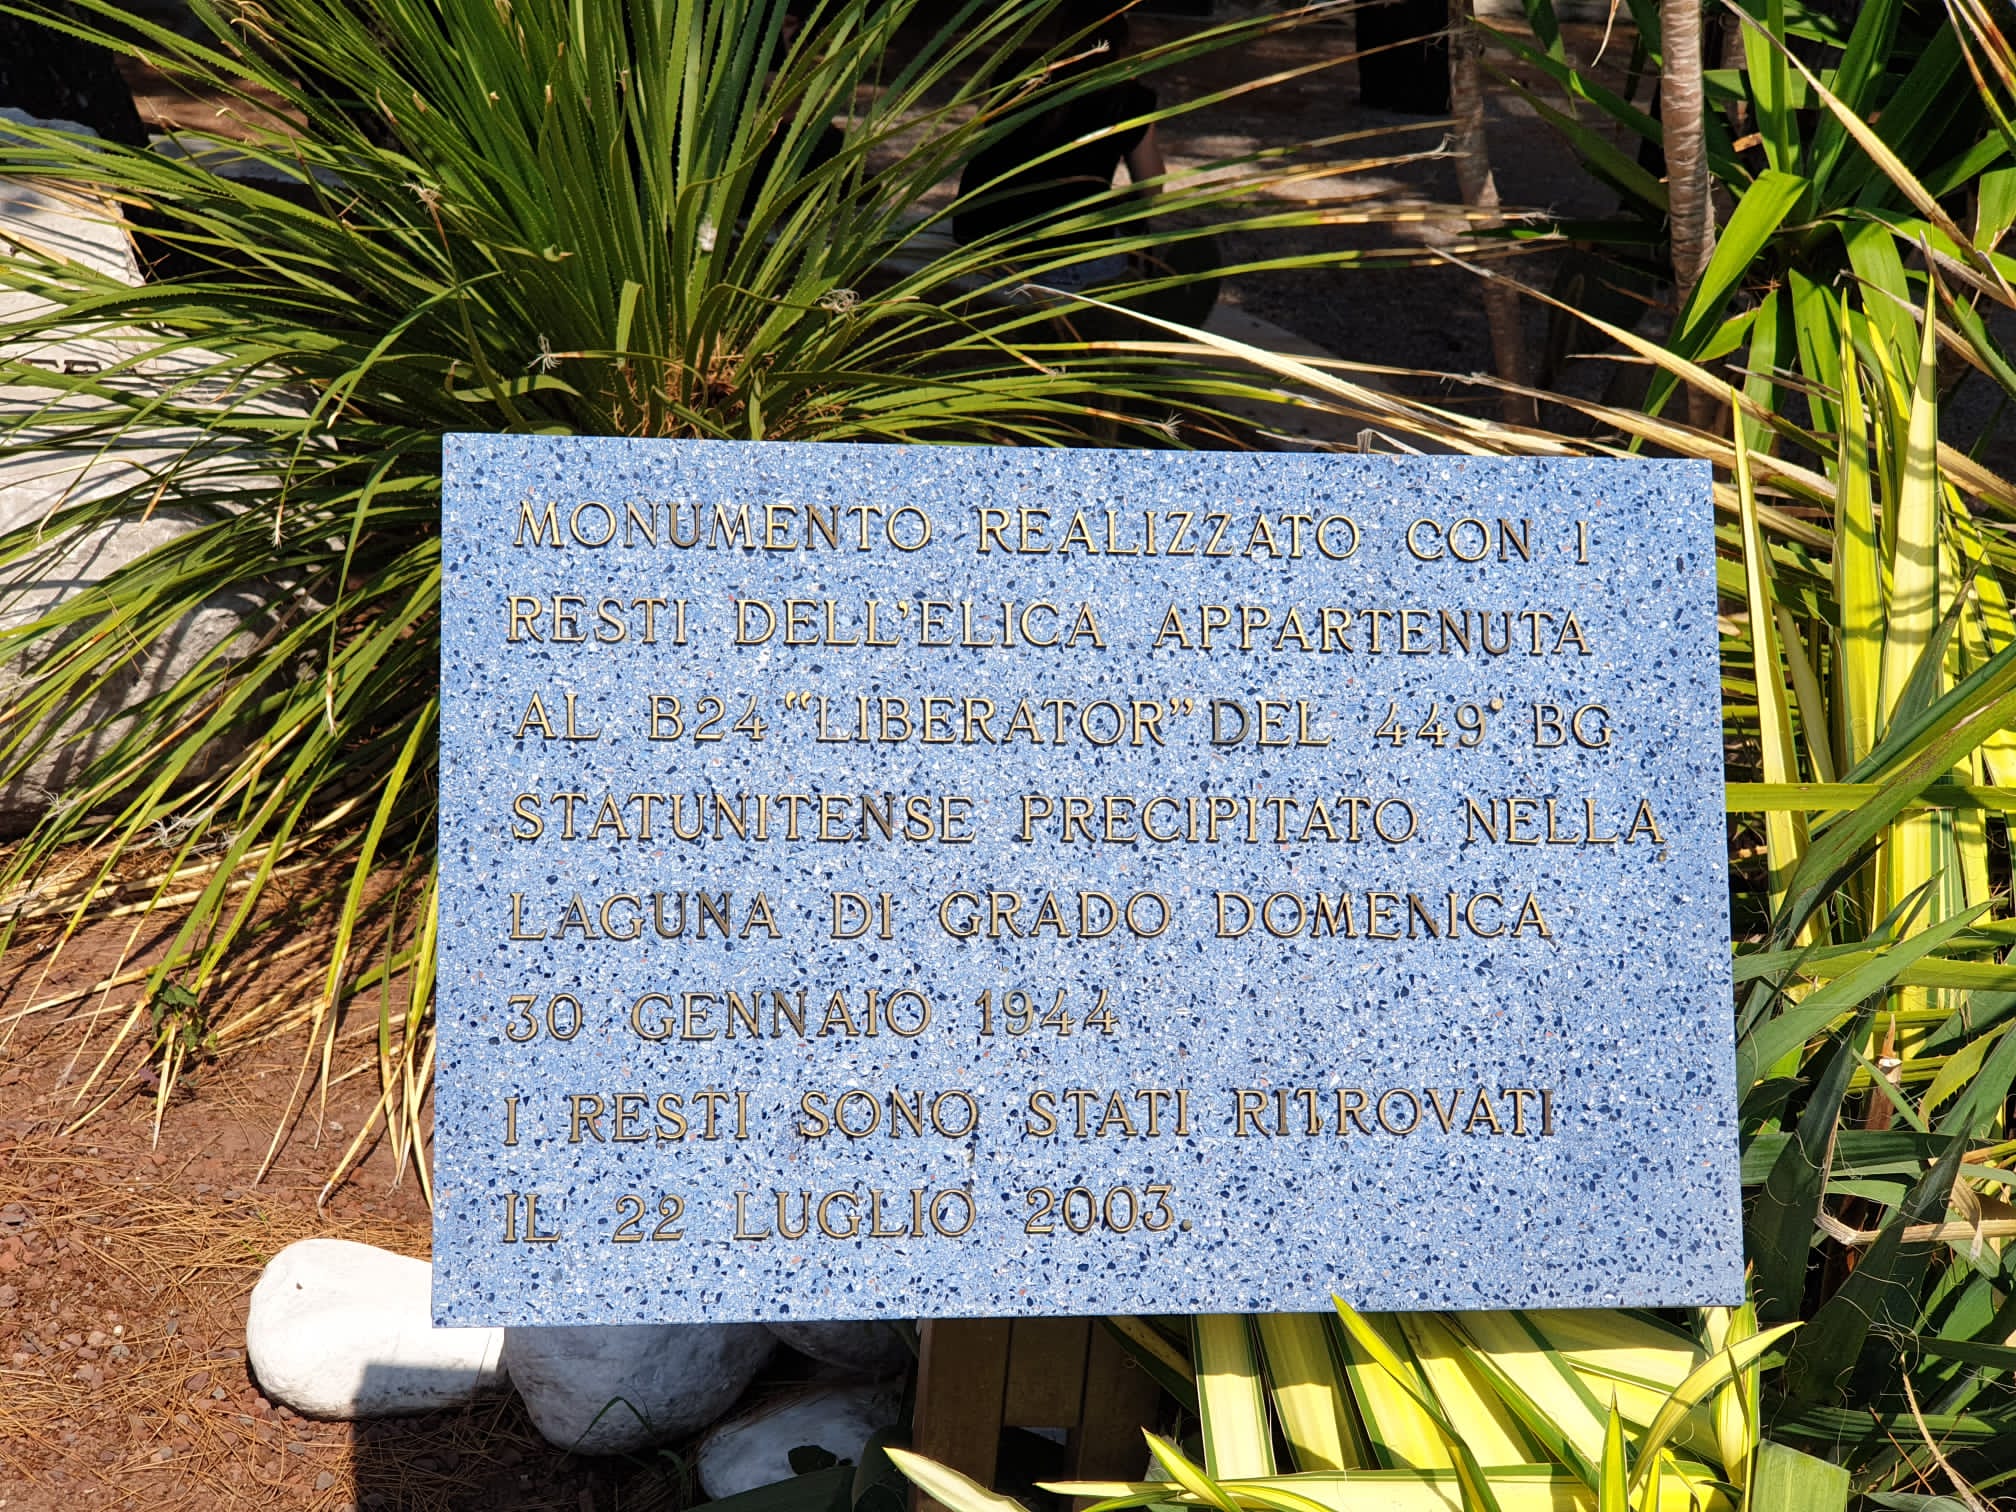 MONUMENTO REALIZZATO CON I
RESTI DELL'ELICA APPARTENUTA
AL B24 “LIBERATOR” DEL 449° BG
STATUNITENSE PRECIPITATO NELLA
LAGUNA DI GRADO DOMENICA
30 GENNAIO 1944
I RESTI SONO STATI RITROVATI
IL 22 LUGLIO 2003.